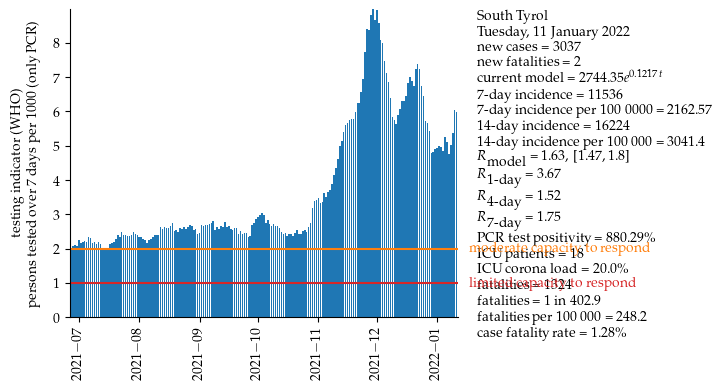 South Tyrol
Tuesday, 11 January 2022
new cases = 3037
new fatalities = 2
current model = 2744.35e^0.1217t
7-day incidence = 11536
7-day incidence per 100 0000 = 2162.57
14-day incidence = 16224
14-day incidence per 100 000 = 3041.4
R_model = 1.63, [1.47, 1.8]
R_1-day = 3.67
R_4-day = 1.52
R_7-day = 1.75
PCR test positivity = 880.29%
moderate capacity to respond
ICU patients = 18
ICU corona load = 20.0%
fatalities = 1324
limited capacity to respond
fatalities = 1 in 402.9
fatalities per 100 000 = 248.2
case fatality rate = 1.28%
testing indicator (WHO)
persons tested over 7 days per 1000 (only PCR)
8
7
6
5
4
3
2
1
0
2021−07
2021−08
2021−09
2021−10
2021−11
2021−12
2022−01